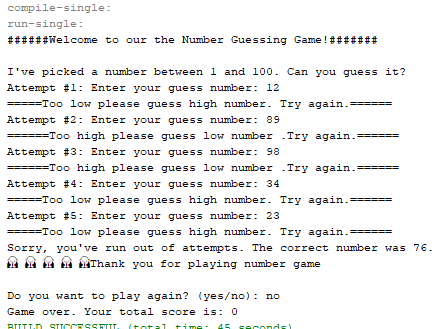 compile-single:
run-single:
######Welcome to our the Number Guessing Game!#######
I've picked a number between 1 and 100. Can you guess it?
Attempt #1: Enter your guess number: 12
=====Too low please guess high number. Try again.======
Attempt #2: Enter your guess number: 89
======Too high please guess low number .Try again.======
Attempt #3: Enter your guess number: 98
======Too high please guess low number .Try again.======
Attempt #4: Enter your guess number: 34
=====Too low please guess high number. Try again.======
Attempt #5: Enter your guess number: 23
=====Too low please guess high number. Try again.======
Sorry, you've run out of attempts. The correct number was 76.
Thank you for playing number game
Do you want to play again? (yes/no): no
Game over. Your total score is: 0
BUILD SUCCESSFUL (total time: 45 seconds)